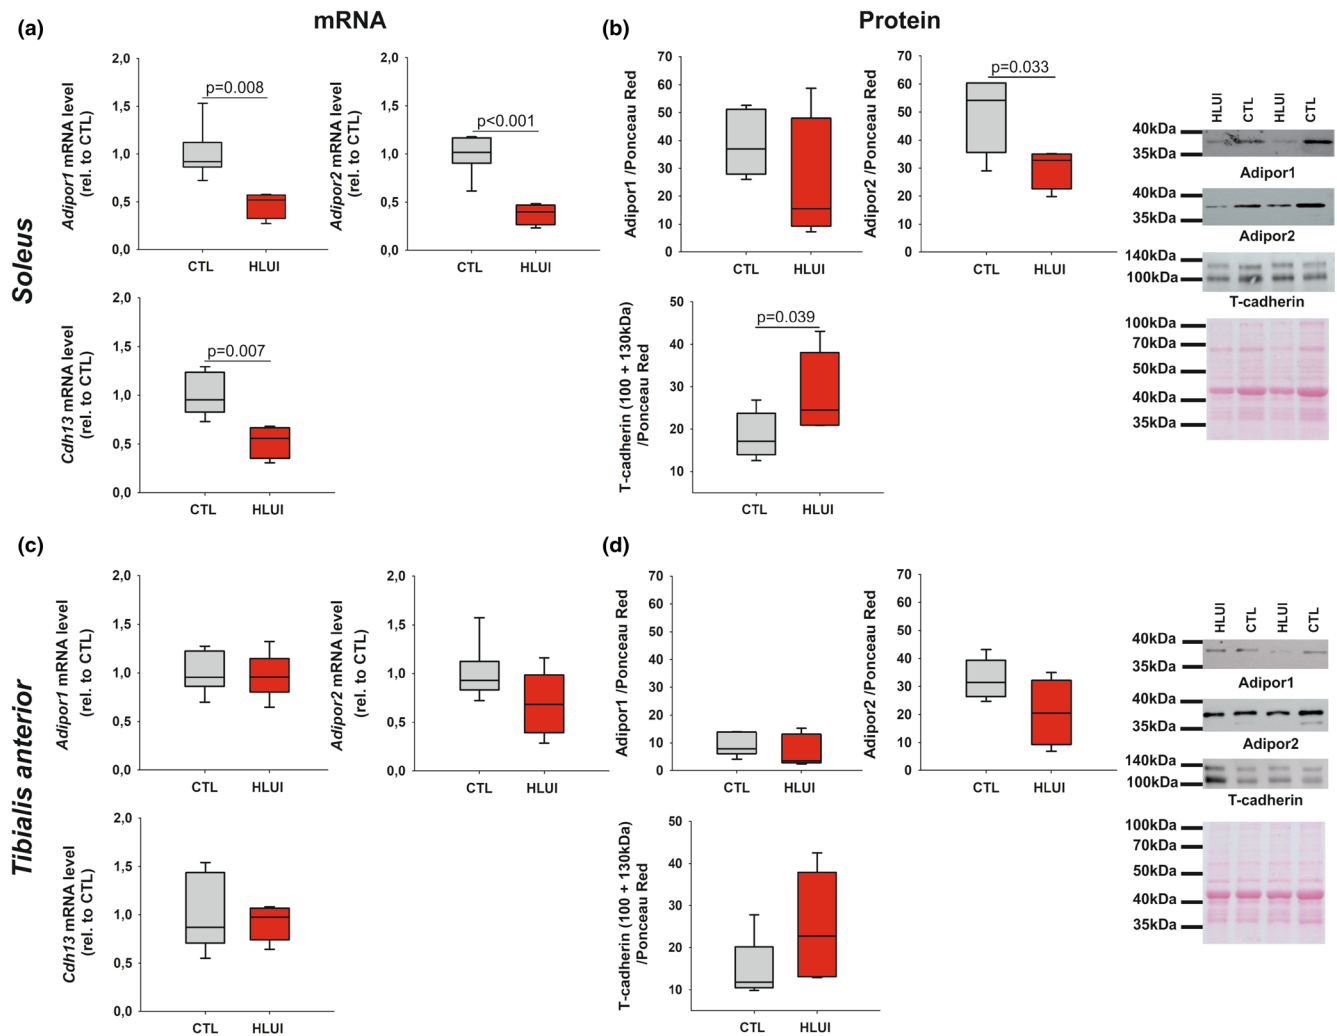 mRNA
Protein
(a)
Soleus
Adipor1 mRNA level
(rel. to CTL)
2,0
1,5
1,0
0,5
0,0
p=0.008
CTL HLUI
Adipor2 mRNA level
(rel. to CTL)
2,0
1,5
1,0
0,5
0,0
p<0.001
CTL HLUI
Cdh13 mRNA level
(rel. to CTL)
2,0
1,5
1,0
0,5
0,0
p=0.007
CTL HLUI
(b)
Adipor1 /Ponceau Red
70
60
50
40
30
20
10
0
CTL HLUI
Adipor2 /Ponceau Red
70
60
50
40
30
20
10
0
p=0.033
CTL HLUI
T-cadherin (100 + 130kDa)
/Ponceau Red
50
40
30
20
10
p=0.039
CTL HLUI
HLUI CTL HLUI CTL
40kDa
35kDa
Adipor1
40kDa
35kDa
Adipor2
140kDa
100kDa
T-cadherin
100kDa
70kDa
50kDa
40kDa
35kDa
(c)
Tibialis anterior
Adipor1 mRNA level
(rel. to CTL)
2,0
1,5
1,0
0,5
0,0
CTL HLUI
Adipor2 mRNA level
(rel. to CTL)
2,0
1,5
1,0
0,5
0,0
CTL HLUI
Cdh13 mRNA level
(rel. to CTL)
2,0
1,5
1,0
0,5
0,0
CTL HLUI
(d)
Adipor1 /Ponceau Red
70
60
50
40
30
20
10
0
CTL HLUI
Adipor2 /Ponceau Red
70
60
50
40
30
20
10
0
CTL HLUI
T-cadherin (100 + 130kDa)
/Ponceau Red
50
40
30
20
10
CTL HLUI
HLUI CTL HLUI CTL
40kDa
35kDa
Adipor1
40kDa
35kDa
Adipor2
140kDa
100kDa
T-cadherin
100kDa
70kDa
50kDa
40kDa
35kDa